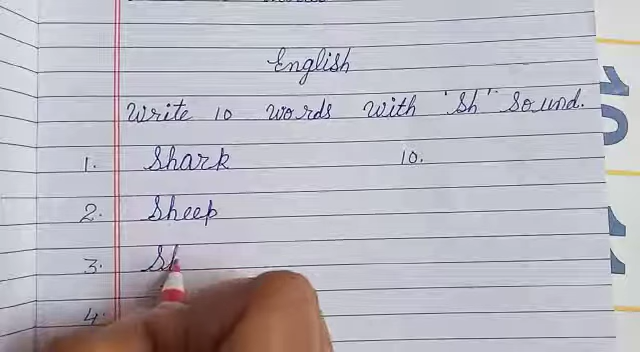 English
Write 10 words with "Sh" Sound.
1. Shark 10.
2. Sheep
3. Sh
4.